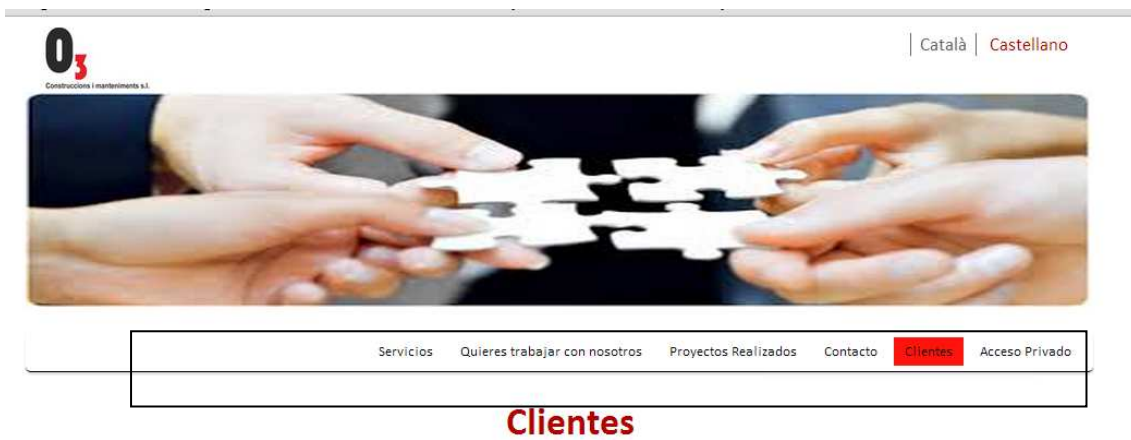 O3
Construccions i manteniments s.l.
Català Castellano
Servicios Quieres trabajar con nosotros Proyectos Realizados Contacto Clientes Acceso Privado
Clientes